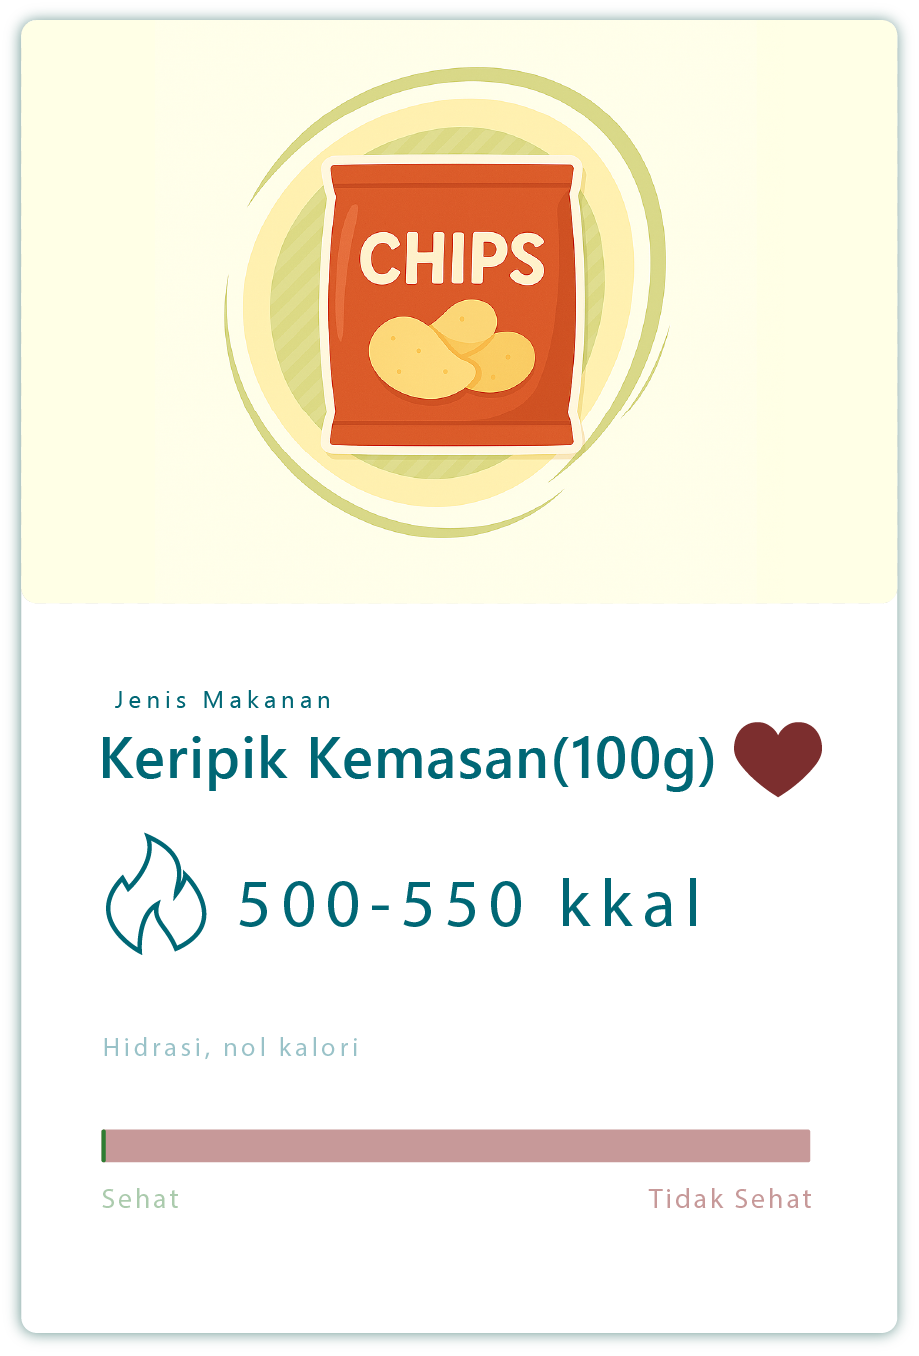 CHIPS
Jenis Makanan
Keripik Kemasan(100g)
500-550 kkal
Hidrasi, nol kalori
Sehat
Tidak Sehat